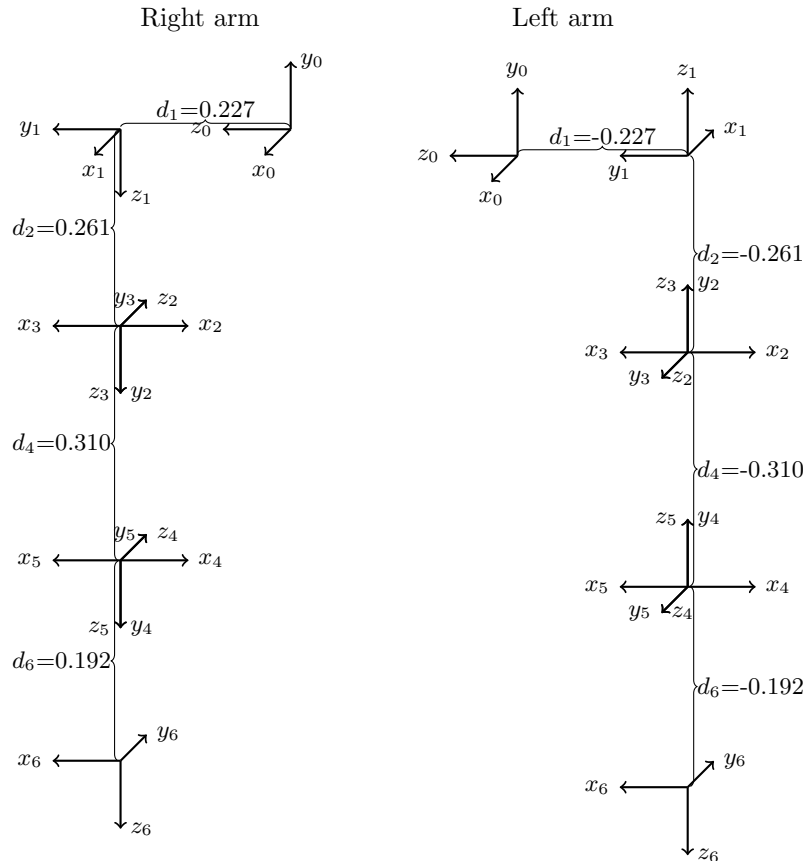 Right arm
Left arm
y₀
d₁=0.227
y₁
z₀
x₁
x₀
z₁
d₂=0.261
y₃
z₂
x₃
x₂
z₃
y₂
d₄=0.310
y₅
z₄
x₅
x₄
z₅
y₄
d₆=0.192
y₆
x₆
z₆
y₀
z₁
d₁=-0.227
x₁
z₀
y₁
x₀
d₂=-0.261
z₃
y₂
x₃
x₂
y₃
z₂
d₄=-0.310
z₅
y₄
x₅
x₄
y₅
z₄
d₆=-0.192
y₆
x₆
z₆